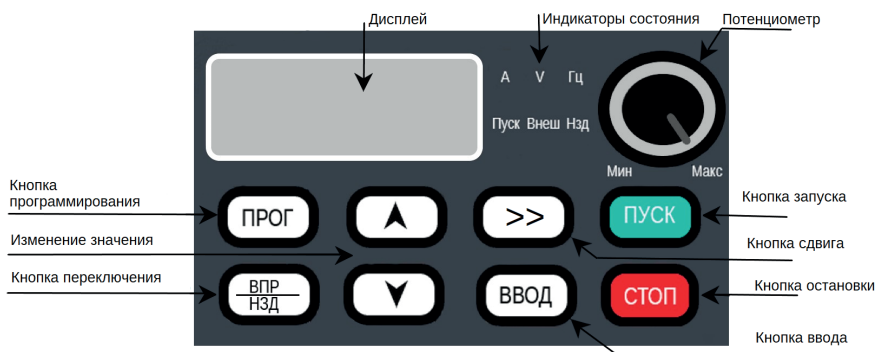 Дисплей
Индикаторы состояния
Потенциометр
A V Гц
Пуск Внеш Нзд
Мин Макс
Кнопка
программирования
ПРОГ
>>
ПУСК
Кнопка запуска
Изменение значения
Кнопка сдвига
Кнопка переключения
ВПР
НЗД
ВВОД
СТОП
Кнопка остановки
Кнопка ввода